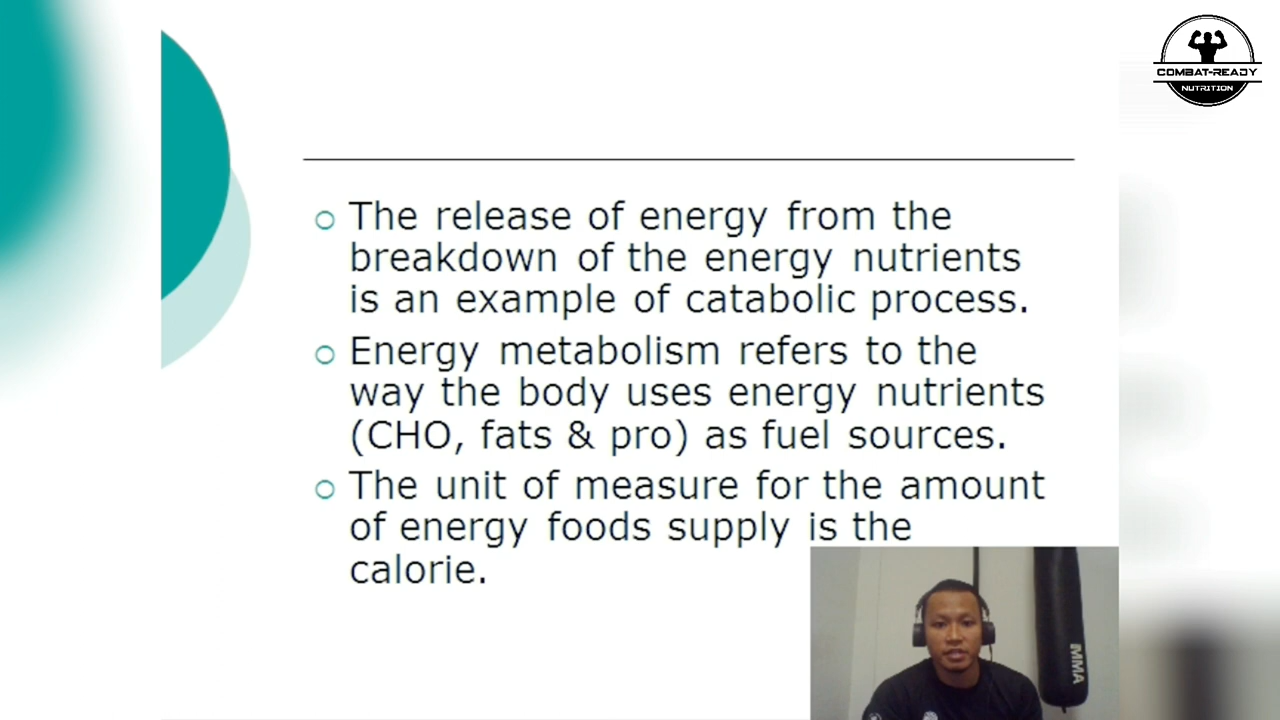 COMBAT-READY
NUTRITION
The release of energy from the
breakdown of the energy nutrients
is an example of catabolic process.
Energy metabolism refers to the
way the body uses energy nutrients
(CHO, fats & pro) as fuel sources.
The unit of measure for the amount
of energy foods supply is the
calorie.
MMA